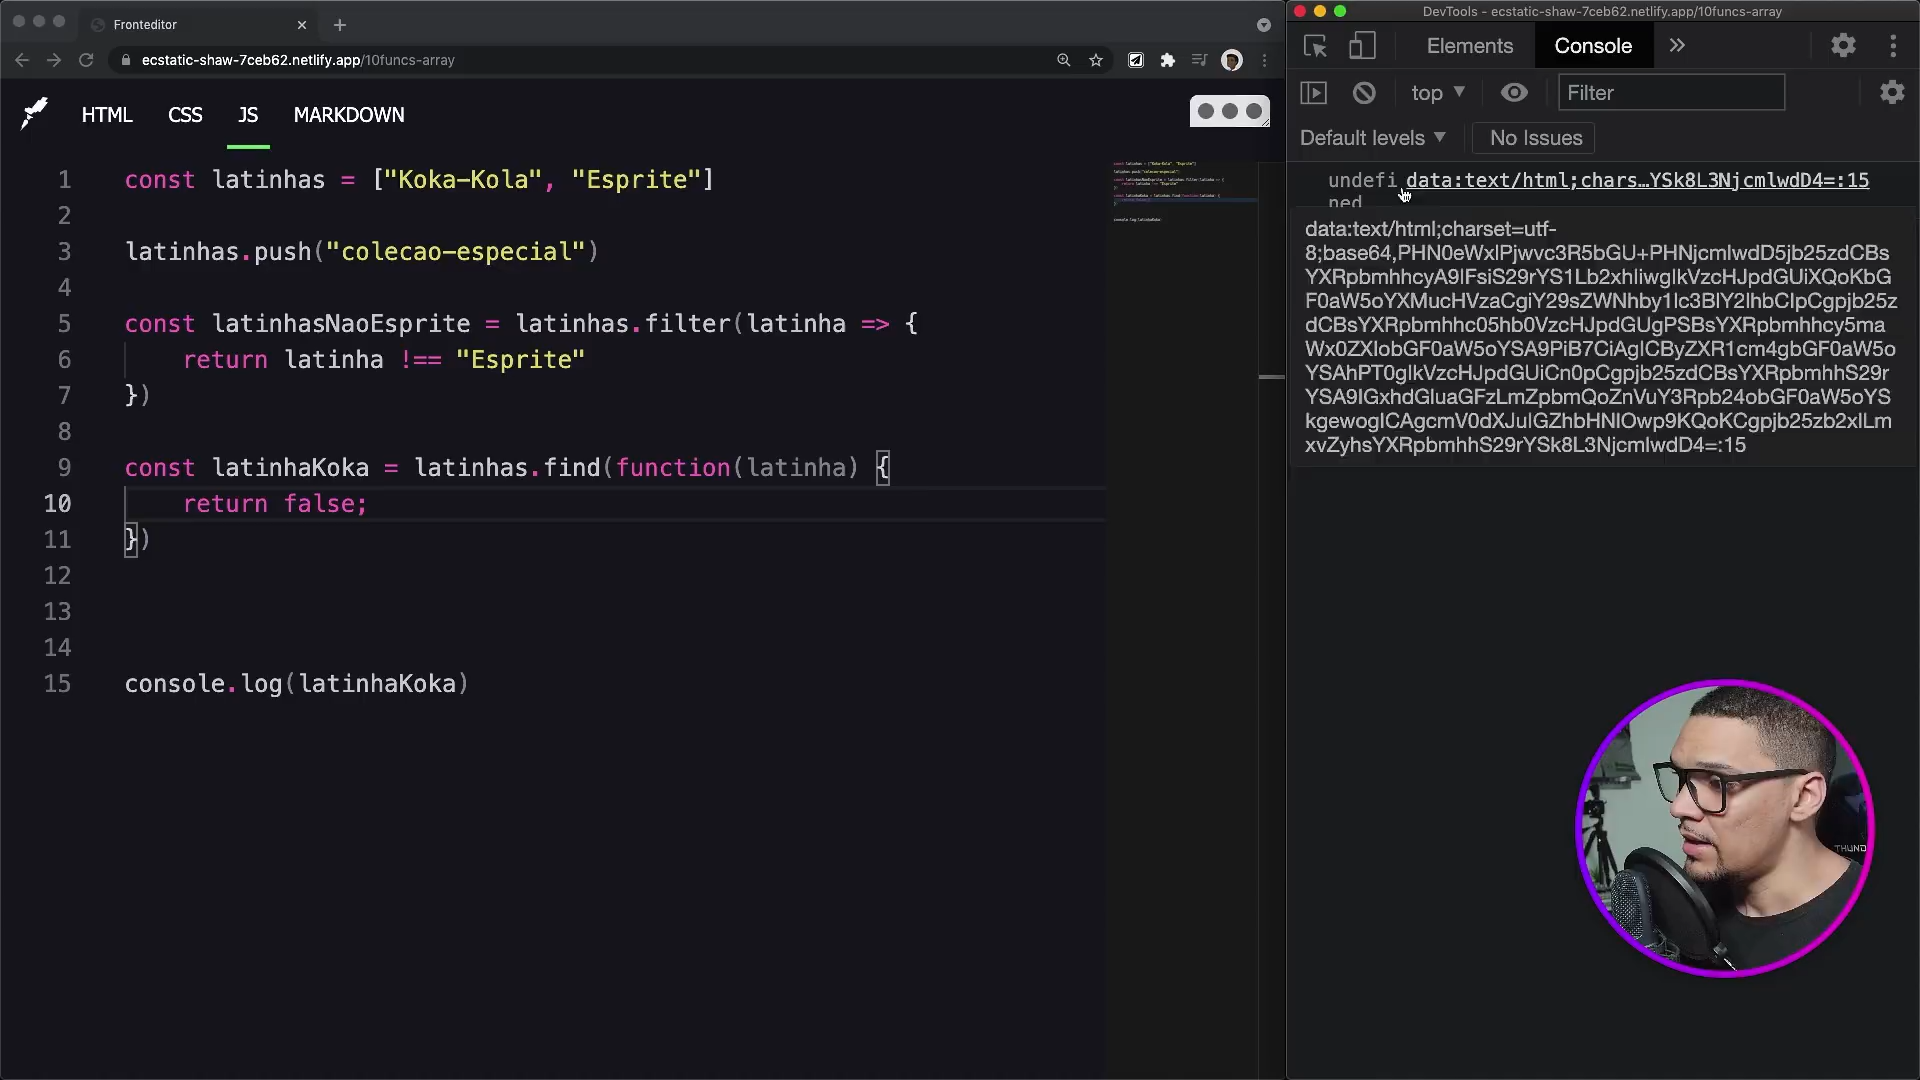 Fronteditor
ecstatic-shaw-7ceb62.netlify.app/10funcs-array
HTML CSS JS MARKDOWN
1 const latinhas = ["Koka-Kola", "Esprite"]
2
3 latinhas.push("colecao-especial")
4
5 const latinhasNaoEsprite = latinhas.filter(latinha => {
6 return latinha !== "Esprite"
7 })
8
9 const latinhaKoka = latinhas.find(function(latinha) {
10 return false;
11 })
12
13
14
15 console.log(latinhaKoka)
DevTools - ecstatic-shaw-7ceb62.netlify.app/10funcs-array
Elements Console
top Filter
Default levels No Issues
undefi data:text/html;chars…YSk8L3NjcmlwdD4=:15
ned
data:text/html;charset=utf-
8;base64,PHN0eWxlPjwvc3R5bGU+PHNjcmlwdD5jb25zdCBs
YXRpbmhhcyA9IFsiS29rYS1Lb2xhIiwgIkVzcHJpdGUiXQoKbG
F0aW5oYXMucHVzaCgiY29sZWNhby1lc3BlY2lhbCIpCgpjb25z
dCBsYXRpbmhhc05hb0VzcHJpdGUgPSBsYXRpbmhhcy5ma
Wx0ZXIobGF0aW5oYSA9PiB7CiAgICByZXR1cm4gbGF0aW5o
YSAhPT0gIkVzcHJpdGUiCn0pCgpjb25zdCBsYXRpbmhhS29r
YSA9IGxhdGluaGFzLmZpbmQoZnVuY3Rpb24obGF0aW5oYS
kgewogICAgcmV0dXJuIGZhbHNlOwp9KQoKCgpjb25zb2xlLm
xvZyhsYXRpbmhhS29rYSk8L3NjcmlwdD4=:15
THUND